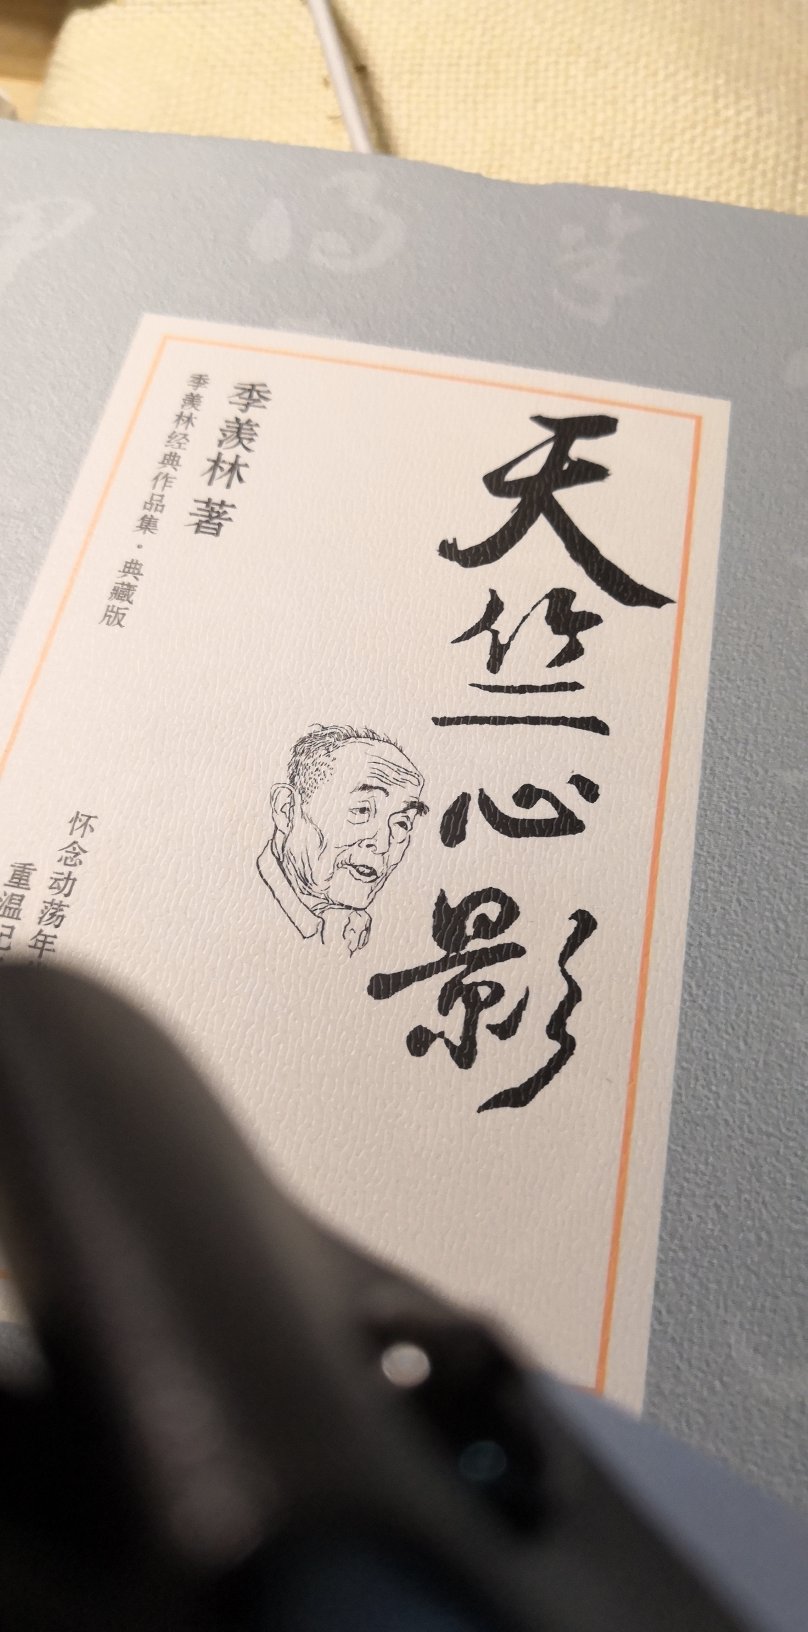 天竺心影
季羡林 著
季羡林经典作品集·典藏版
怀念动荡年
重温记